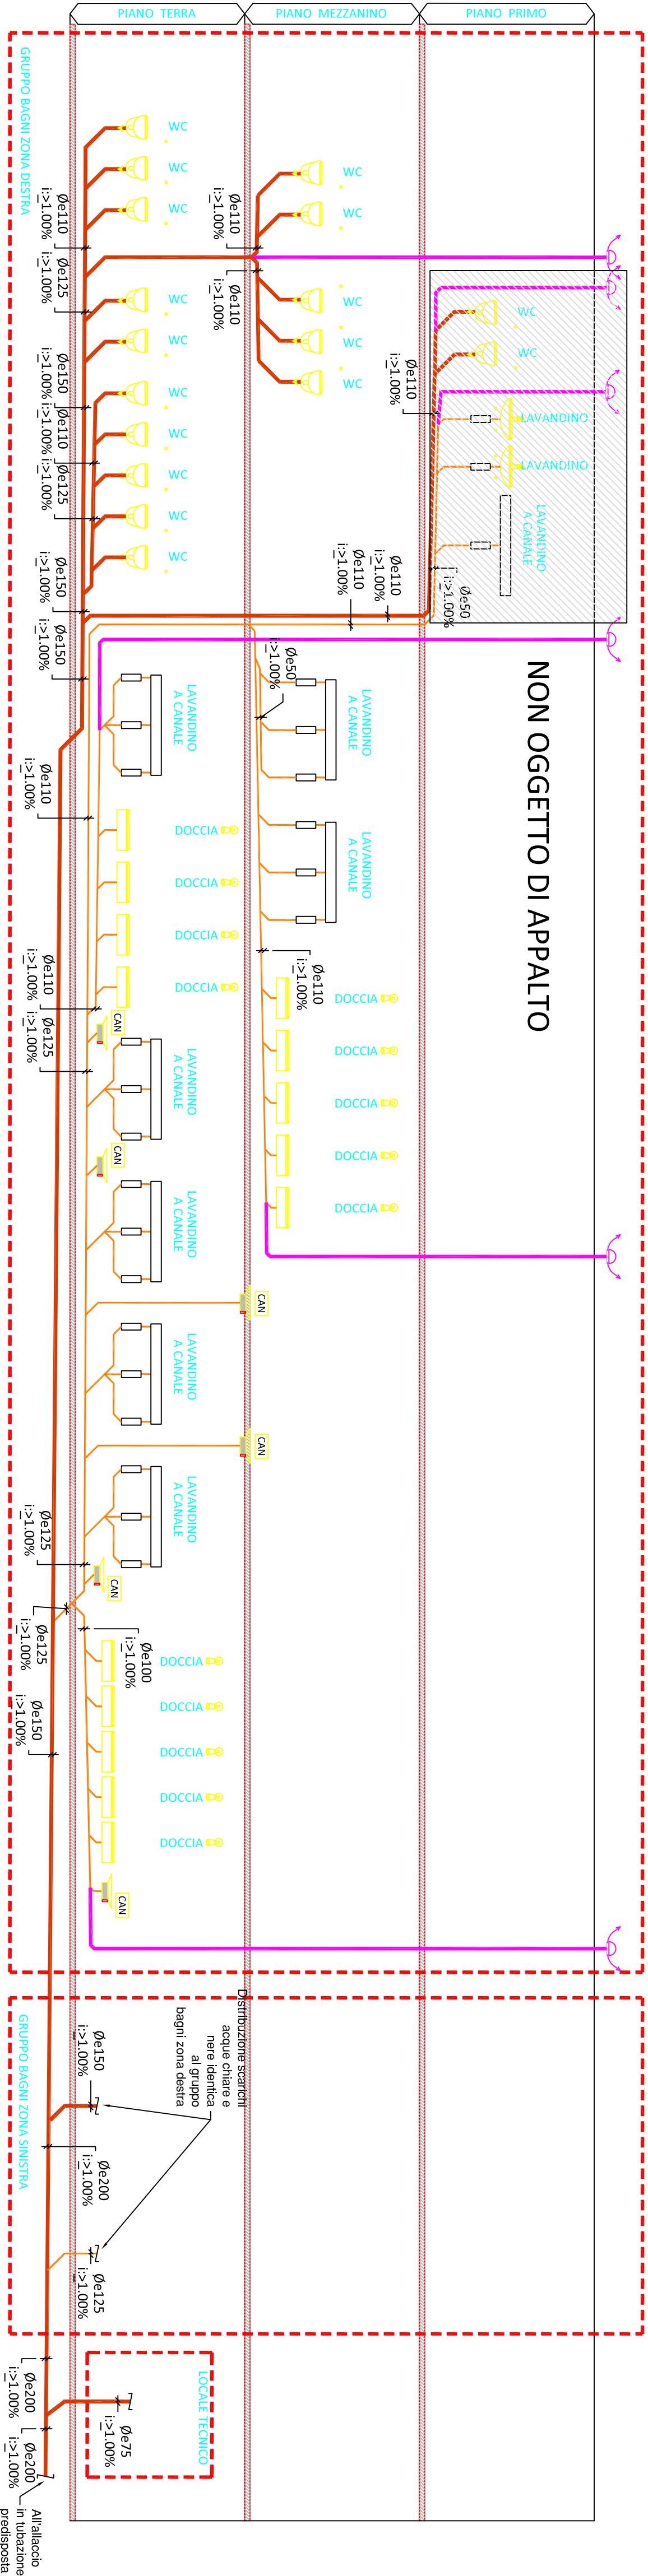 PIANO PRIMO
WC
WC
LAVANDINO
LAVANDINO
LAVANDINO
A CANALE
NON OGGETTO DI APPALTO
Øe110
i:≥1.00%
Øe50
i:≥1.00%
PIANO MEZZANINO
WC
WC
WC
WC
WC
Øe110
i:≥1.00%
Øe110
i:≥1.00%
Øe110
i:≥1.00%
Øe110
i:≥1.00%
LAVANDINO
A CANALE
LAVANDINO
A CANALE
Øe50
i:≥1.00%
Øe110
i:≥1.00%
DOCCIA
DOCCIA
DOCCIA
DOCCIA
DOCCIA
CAN
CAN
PIANO TERRA
WC
WC
WC
WC
WC
WC
WC
WC
WC
WC
LAVANDINO
A CANALE
DOCCIA
DOCCIA
DOCCIA
DOCCIA
CAN
LAVANDINO
A CANALE
CAN
LAVANDINO
A CANALE
LAVANDINO
A CANALE
LAVANDINO
A CANALE
CAN
Øe100
i:≥1.00%
DOCCIA
DOCCIA
DOCCIA
DOCCIA
DOCCIA
CAN
Øe110
i:≥1.00%
Øe125
i:≥1.00%
Øe150
i:≥1.00%
Øe110
i:≥1.00%
Øe125
i:≥1.00%
Øe150
i:≥1.00%
Øe150
i:≥1.00%
Øe110
i:≥1.00%
Øe110
i:≥1.00%
Øe125
i:≥1.00%
Øe125
i:≥1.00%
Øe125
i:≥1.00%
Øe150
i:≥1.00%
GRUPPO BAGNI ZONA DESTRA
Distribuzione scarichi
acque chiare e
nere identica
al gruppo
bagni zona destra
Øe150
i:≥1.00%
Øe200
i:≥1.00%
Øe125
i:≥1.00%
GRUPPO BAGNI ZONA SINISTRA
LOCALE TECNICO
Øe75
i:≥1.00%
Øe200
i:≥1.00%
Øe200
i:≥1.00%
All'allaccio
in tubazione
predisposta